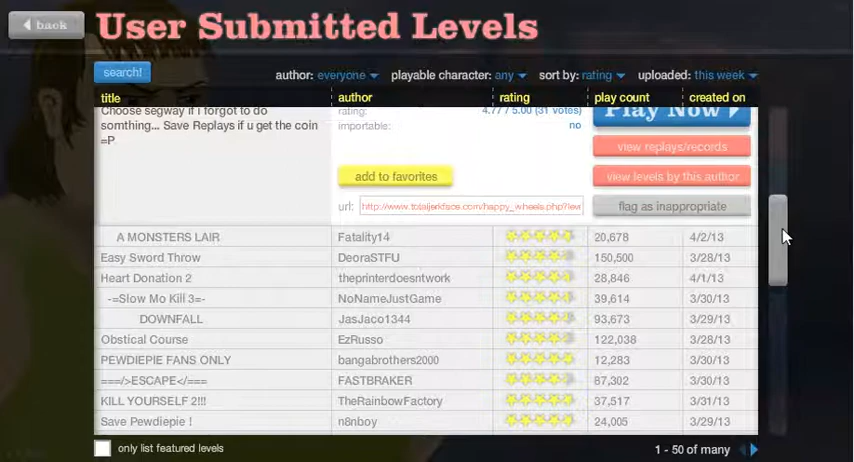 back
User Submitted Levels
search!
author: everyone playable character: any sort by: rating uploaded: this week
title author rating play count created on
Choose segway if i forgot to do
somthing... Save Replays if u get the coin
=P
rating: 4.77 / 5.00 (31 votes)
importable: no
Play Now
view replays/records
add to favorites
view levels by this author
url: http://www.totaljerkface.com/happy_wheels.php?leve
flag as inappropriate
A MONSTERS LAIR Fatality14 20,678 4/2/13
Easy Sword Throw DeoraSTFU 150,500 3/28/13
Heart Donation 2 theprinterdoesntwork 28,846 4/1/13
-=Slow Mo Kill 3=- NoNameJustGame 39,614 3/30/13
DOWNFALL JasJaco1344 93,673 3/29/13
Obstical Course EzRusso 122,038 3/28/13
PEWDIEPIE FANS ONLY bangabrothers2000 12,283 3/30/13
===/>ESCAPE</=== FASTBRAKER 87,302 3/30/13
KILL YOURSELF 2!!! TheRainbowFactory 37,517 3/31/13
Save Pewdiepie ! n8nboy 24,005 3/29/13
only list featured levels
1 - 50 of many